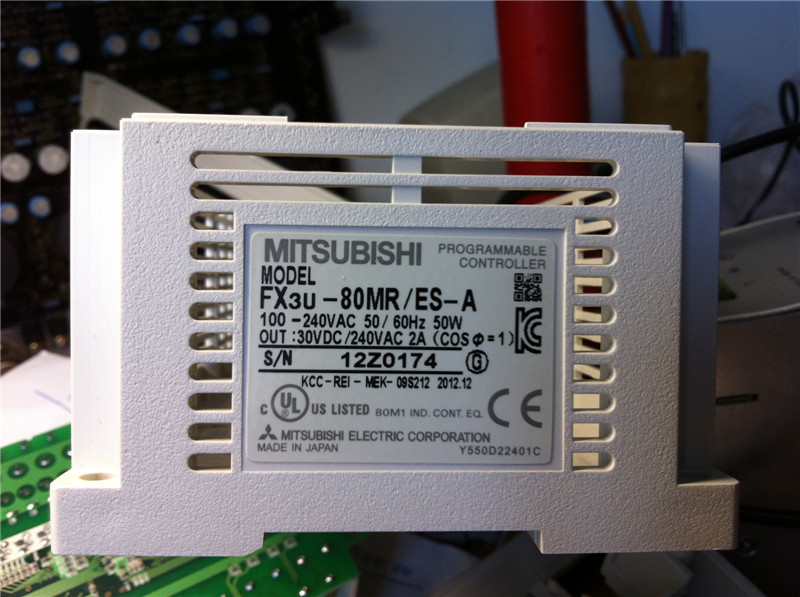 MITSUBISHI PROGRAMMABLE CONTROLLER
MODEL
FX3U-80MR/ES-A
100-240VAC 50/60Hz 50W
OUT:30VDC/240VAC 2A (COSΦ=1)
S/N 12Z0174 G
KCC-REI-MEK-09S212 2012.12
C UL US LISTED 80M1 IND. CONT. EQ. CE
MITSUBISHI ELECTRIC CORPORATION
MADE IN JAPAN Y550D22401C